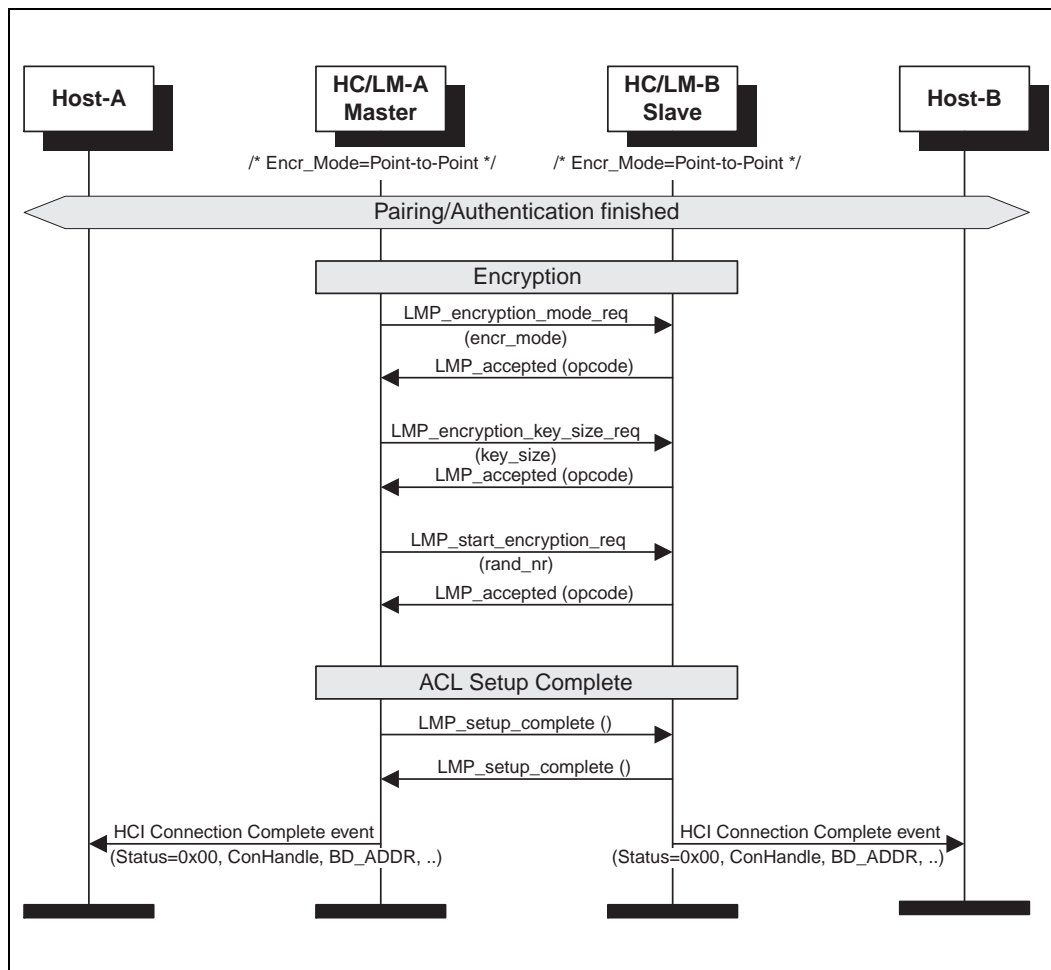 Host-A
HC/LM-A
Master
HC/LM-B
Slave
Host-B
/* Encr_Mode=Point-to-Point */
/* Encr_Mode=Point-to-Point */
Pairing/Authentication finished
Encryption
LMP_encryption_mode_req
(encr_mode)
LMP_accepted (opcode)
LMP_encryption_key_size_req
(key_size)
LMP_accepted (opcode)
LMP_start_encryption_req
(rand_nr)
LMP_accepted (opcode)
ACL Setup Complete
LMP_setup_complete ()
LMP_setup_complete ()
HCI Connection Complete event
(Status=0x00, ConHandle, BD_ADDR, ..)
HCI Connection Complete event
(Status=0x00, ConHandle, BD_ADDR, ..)